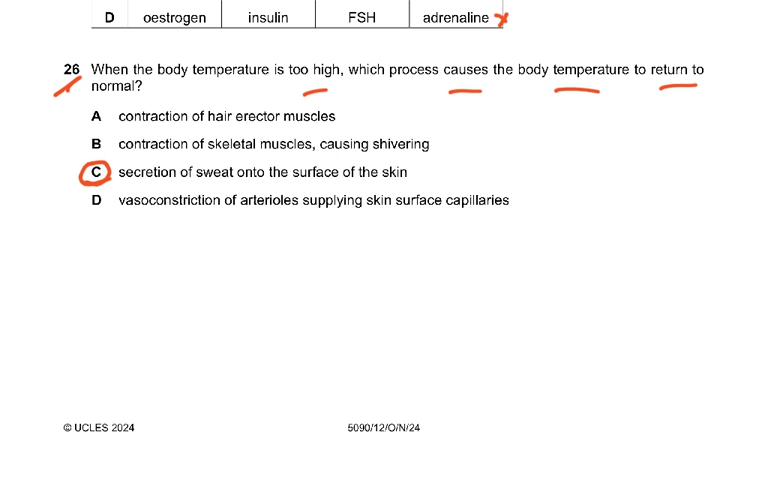 D oestrogen insulin FSH adrenaline
26 When the body temperature is too high, which process causes the body temperature to return to
normal?
A contraction of hair erector muscles
B contraction of skeletal muscles, causing shivering
C secretion of sweat onto the surface of the skin
D vasoconstriction of arterioles supplying skin surface capillaries
© UCLES 2024 5090/12/O/N/24